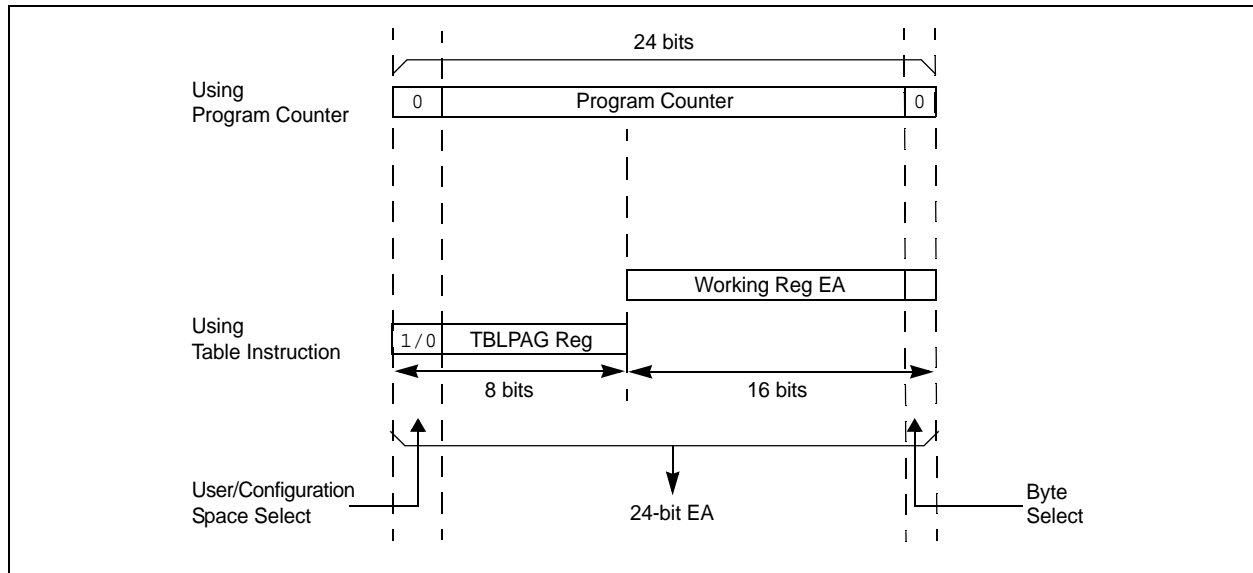 24 bits
Using
Program Counter
0
Program Counter
0
Working Reg EA
Using
Table Instruction
1/0
TBLPAG Reg
8 bits
16 bits
User/Configuration
Space Select
24-bit EA
Byte
Select